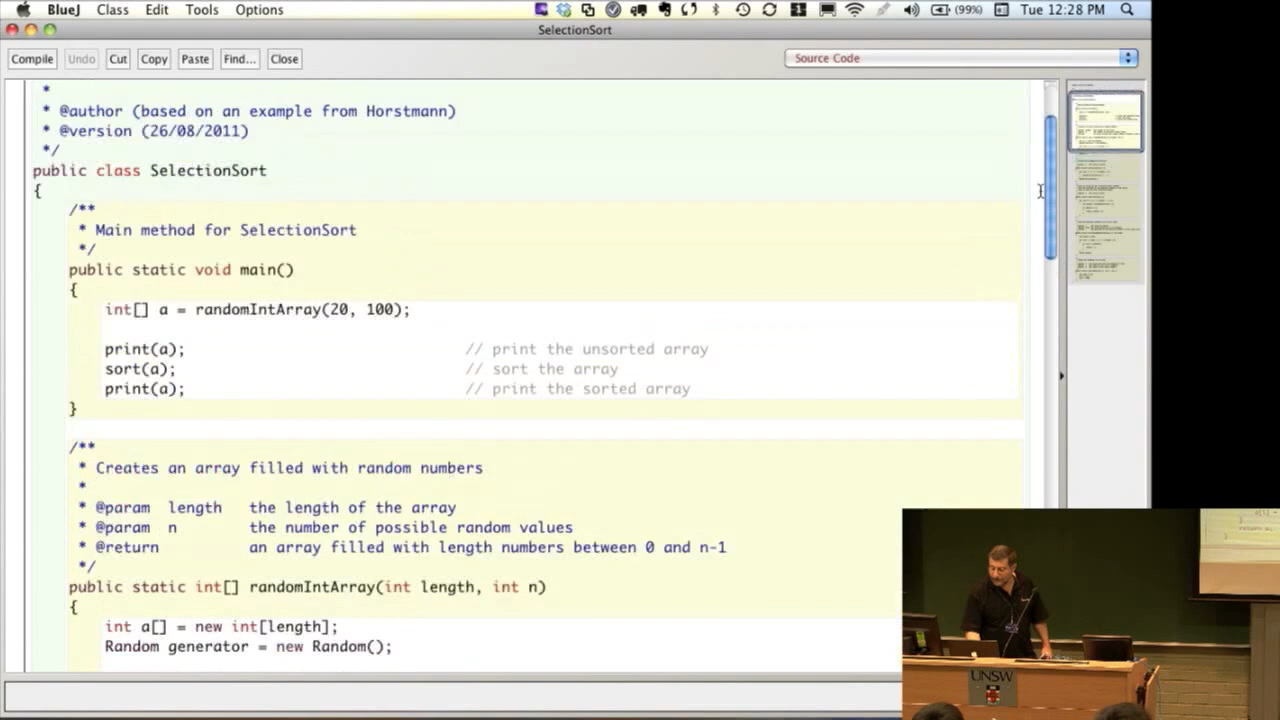 BlueJ Class Edit Tools Options (99%) Tue 12:28 PM
SelectionSort
Compile Undo Cut Copy Paste Find... Close Source Code
*
* @author (based on an example from Horstmann)
* @version (26/08/2011)
*/
public class SelectionSort
{
/**
* Main method for SelectionSort
*/
public static void main()
{
int[] a = randomIntArray(20, 100);
print(a); // print the unsorted array
sort(a); // sort the array
print(a); // print the sorted array
}
/**
* Creates an array filled with random numbers
*
* @param length the length of the array
* @param n the number of possible random values
* @return an array filled with length numbers between 0 and n-1
*/
public static int[] randomIntArray(int length, int n)
{
int a[] = new int[length];
Random generator = new Random();
UNSW